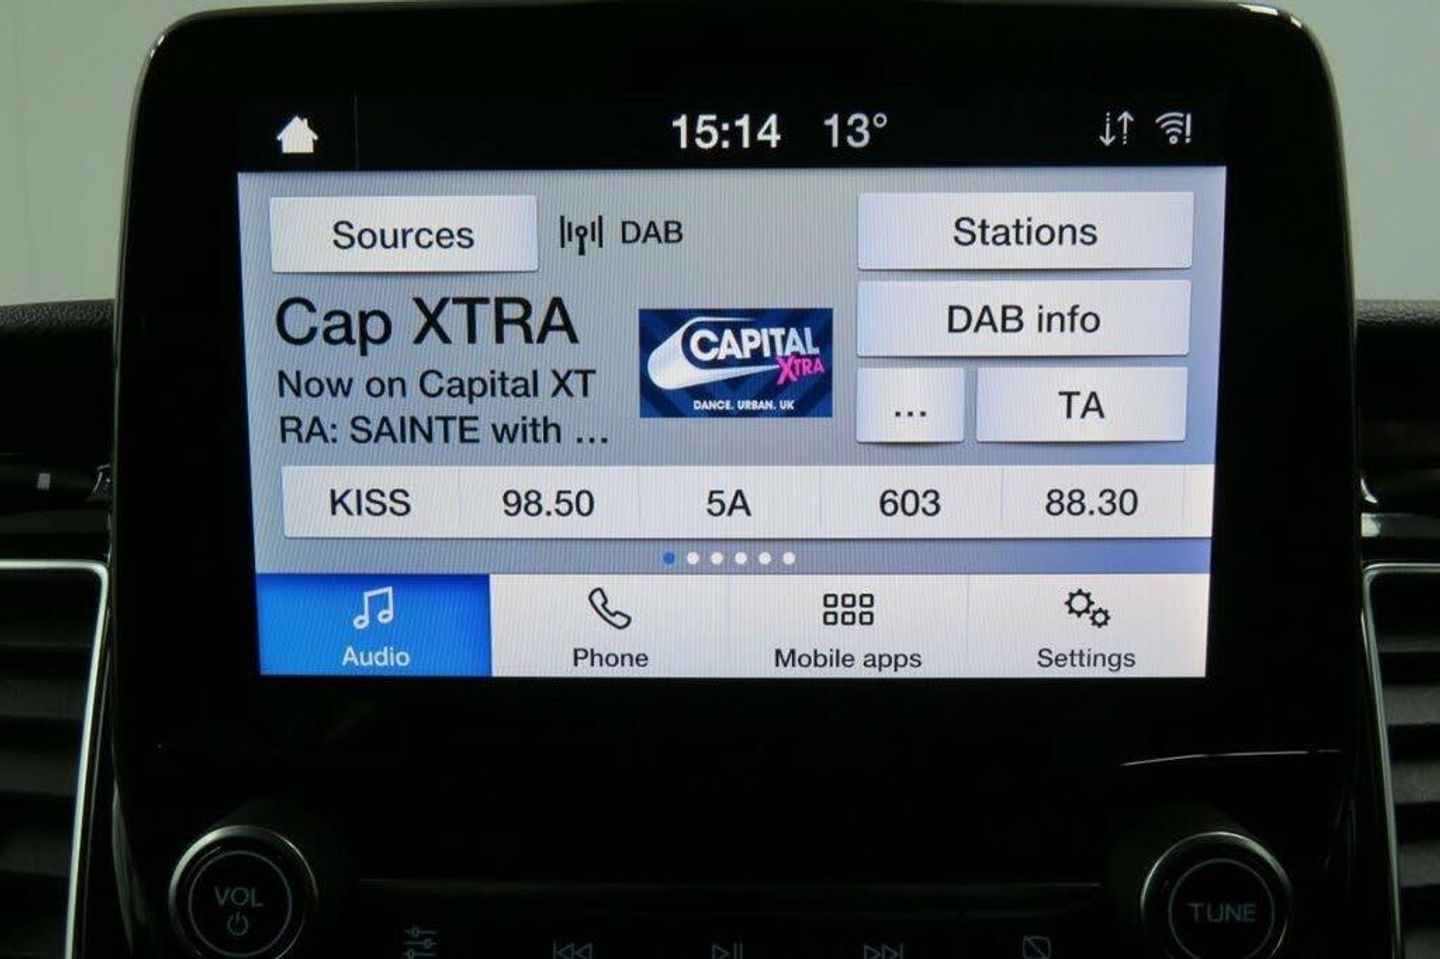 15:14 13°
Sources DAB Stations
Cap XTRA
Now on Capital XT
RA: SAINTE with ...
CAPITAL
XTRA
DANCE. URBAN. UK
DAB info
... TA
KISS 98.50 5A 603 88.30
Audio Phone Mobile apps Settings
VOL TUNE